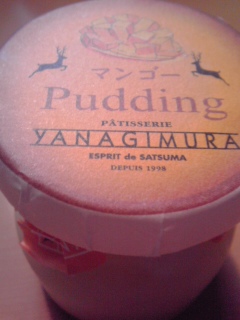 マンゴー
Pudding
PÂTISSERIE
YANAGIMURA
ESPRIT de SATSUMA
DEPUIS 1998